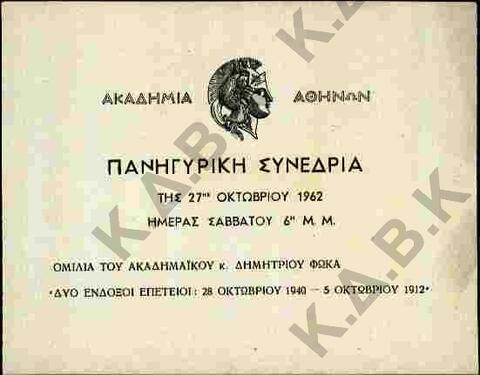 ΑΚΑΔΗΜΙΑ ΑΘΗΝΩΝ
ΠΑΝΗΓΥΡΙΚΗ ΣΥΝΕΔΡΙΑ
ΤΗΣ 27ης ΟΚΤΩΒΡΙΟΥ 1962
ΗΜΕΡΑΣ ΣΑΒΒΑΤΟΥ 6η Μ. Μ.
ΟΜΙΛΙΑ ΤΟΥ ΑΚΑΔΗΜΑΪΚΟΥ κ. ΔΗΜΗΤΡΙΟΥ ΦΩΚΑ
«ΔΥΟ ΕΝΔΟΞΟΙ ΕΠΕΤΕΙΟΙ: 28 ΟΚΤΩΒΡΙΟΥ 1940 — 5 ΟΚΤΩΒΡΙΟΥ 1912»
Κ.Δ.Β.Κ
Κ.Δ.Β.Κ
Κ.Δ.Β.Κ